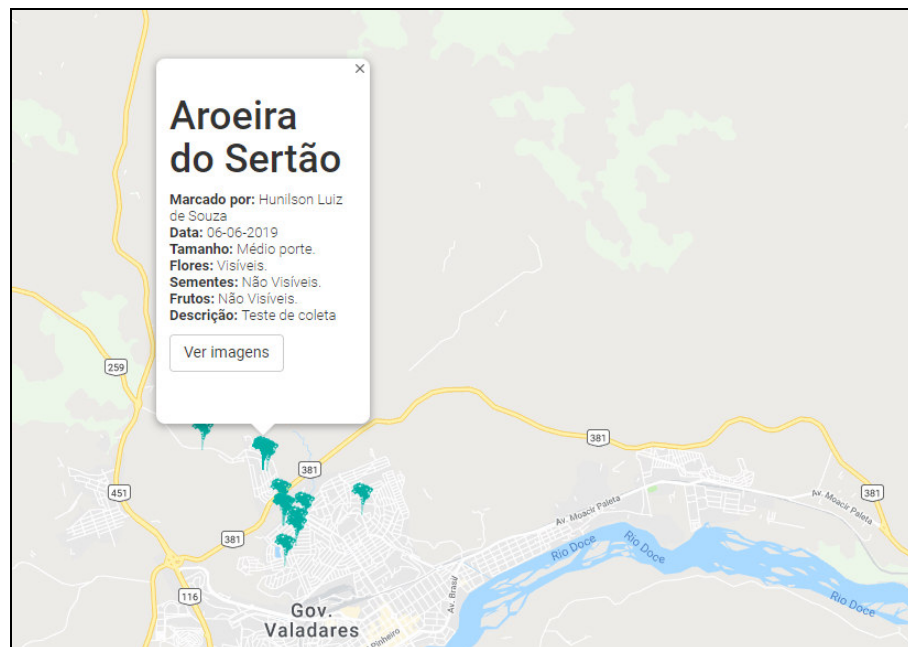 ×
Aroeira
do Sertão
Marcado por: Hunilson Luiz
de Souza
Data: 06-06-2019
Tamanho: Médio porte.
Flores: Visíveis.
Sementes: Não Visíveis.
Frutos: Não Visíveis.
Descrição: Teste de coleta
Ver imagens
259
381
381
451
381
381
116
Av. Moacir Paleta
Av. Moacir Paleta
Rio Doce
Rio Doce
Rio Doce
Av. Brasil
Gov.
Valadares
Pinheiro